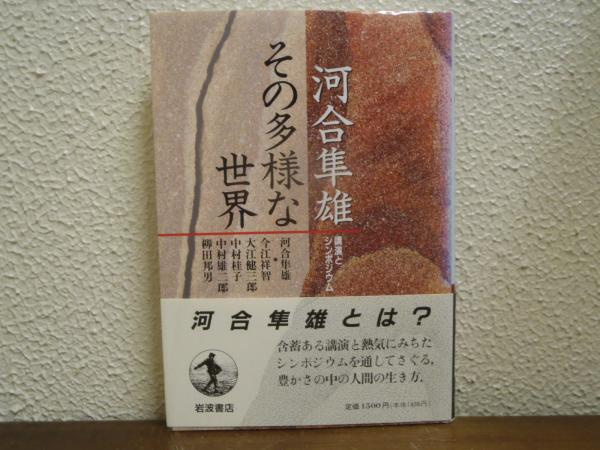 河合隼雄
講演と
シンポジウム
その多様な
世界
河合隼雄
*
今江祥智
大江健三郎
中村桂子
中村雄二郎
柳田邦男
河合隼雄とは？
含蓄ある講演と熱気にみちた
シンポジウムを通してさぐる,
豊かさの中の人間の生き方.
岩波書店
定価1500円